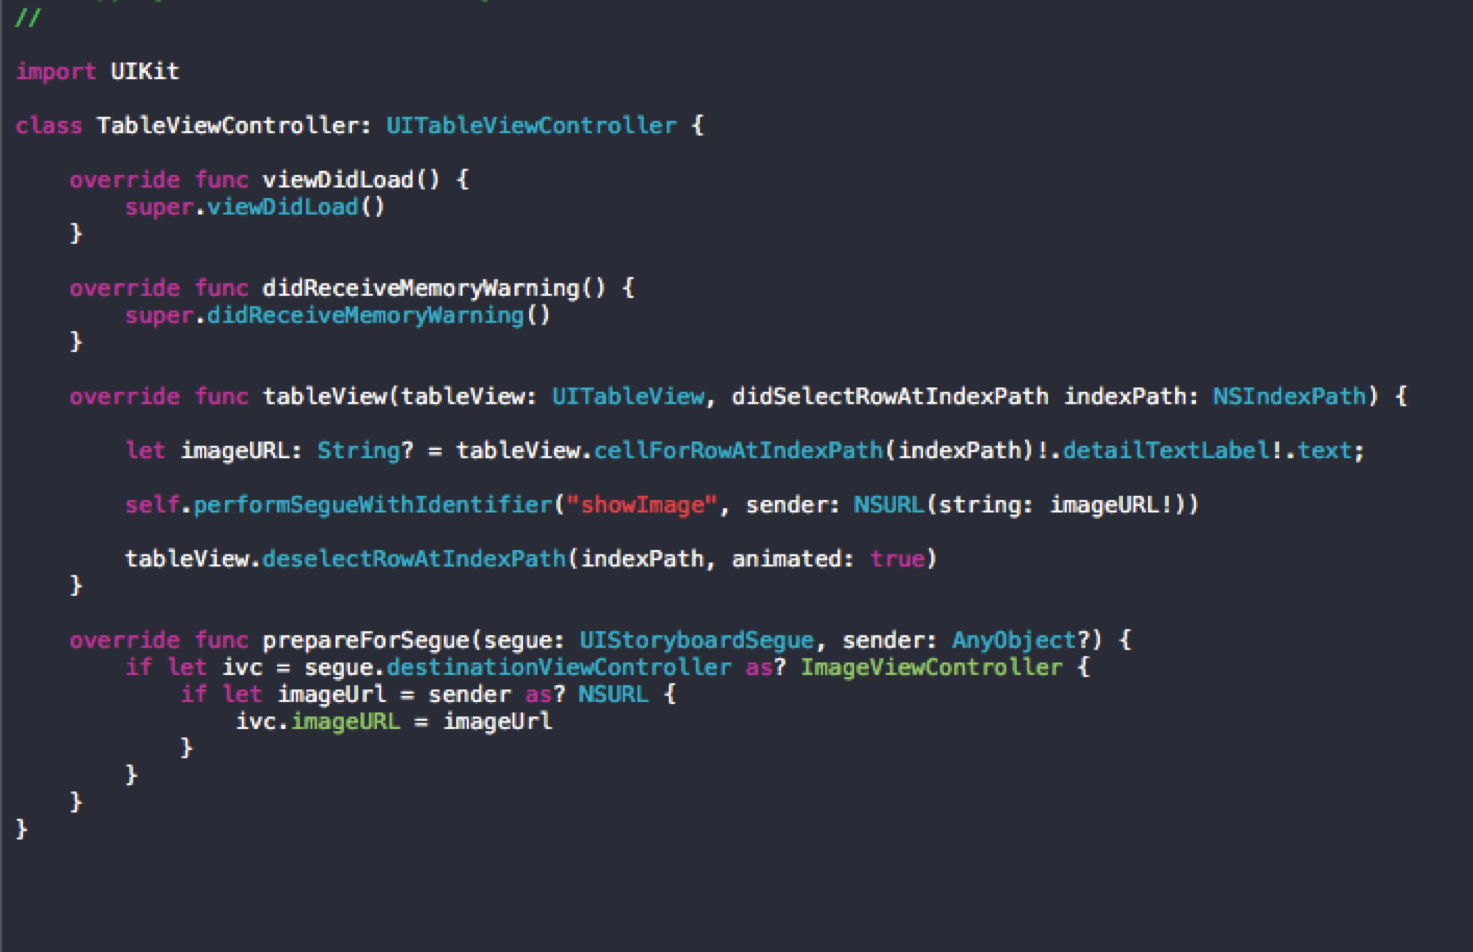 //
import UIKit
class TableViewController: UITableViewController {
    override func viewDidLoad() {
        super.viewDidLoad()
    }
    override func didReceiveMemoryWarning() {
        super.didReceiveMemoryWarning()
    }
    override func tableView(tableView: UITableView, didSelectRowAtIndexPath indexPath: NSIndexPath) {
        let imageURL: String? = tableView.cellForRowAtIndexPath(indexPath)!.detailTextLabel!.text;
        self.performSegueWithIdentifier("showImage", sender: NSURL(string: imageURL!))
        tableView.deselectRowAtIndexPath(indexPath, animated: true)
    }
    override func prepareForSegue(segue: UIStoryboardSegue, sender: AnyObject?) {
        if let ivc = segue.destinationViewController as? ImageViewController {
            if let imageUrl = sender as? NSURL {
                ivc.imageURL = imageUrl
            }
        }
    }
}